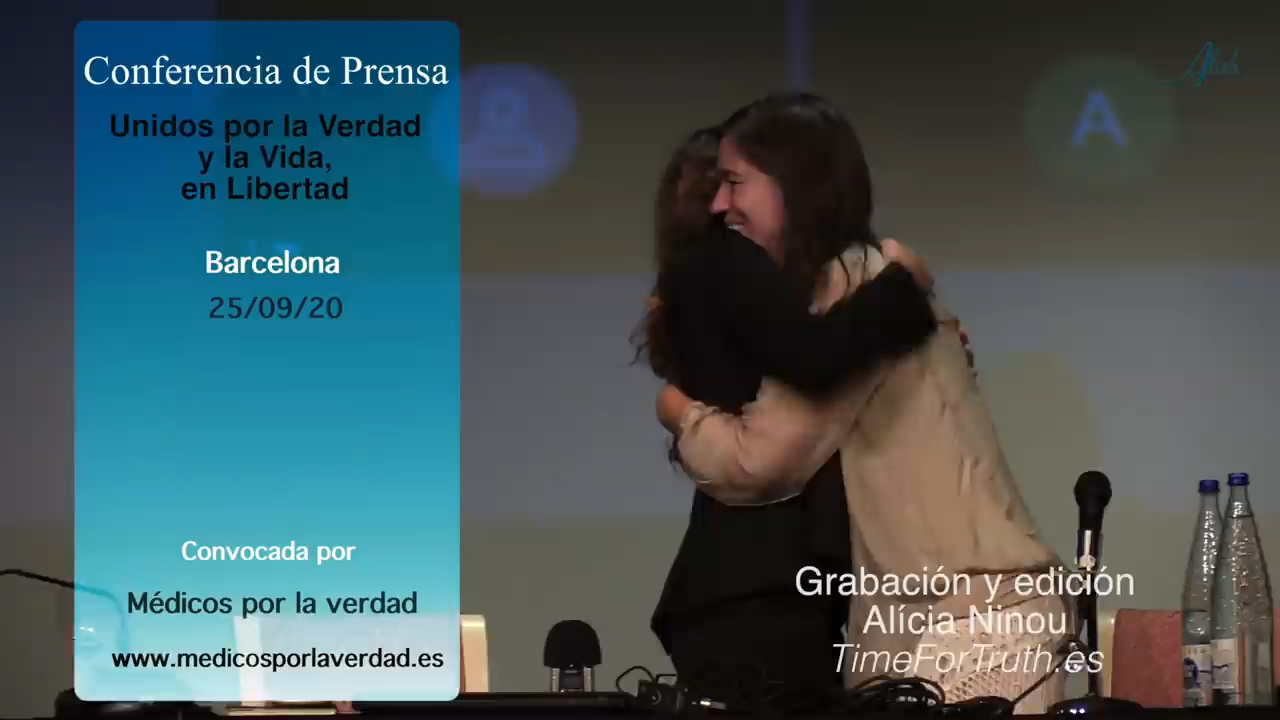 Conferencia de Prensa
Unidos por la Verdad
y la Vida,
en Libertad
Barcelona
25/09/20
Convocada por
Médicos por la verdad
www.medicosporlaverdad.es
A
Grabación y edición
Alícia Ninou
TimeForTruth.es